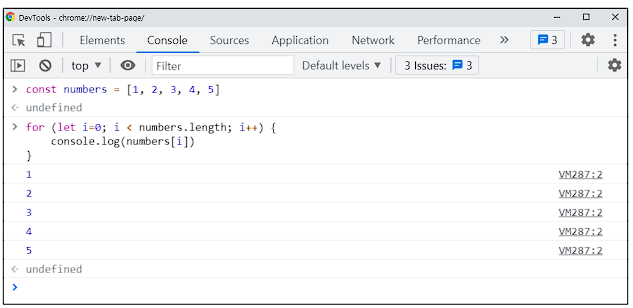 DevTools - chrome://new-tab-page/
Elements Console Sources Application Network Performance » 3
top ▼ Filter Default levels ▼ 3 Issues: 3
> const numbers = [1, 2, 3, 4, 5]
<· undefined
> for (let i=0; i < numbers.length; i++) {
console.log(numbers[i])
}
1 VM287:2
2 VM287:2
3 VM287:2
4 VM287:2
5 VM287:2
<· undefined
>